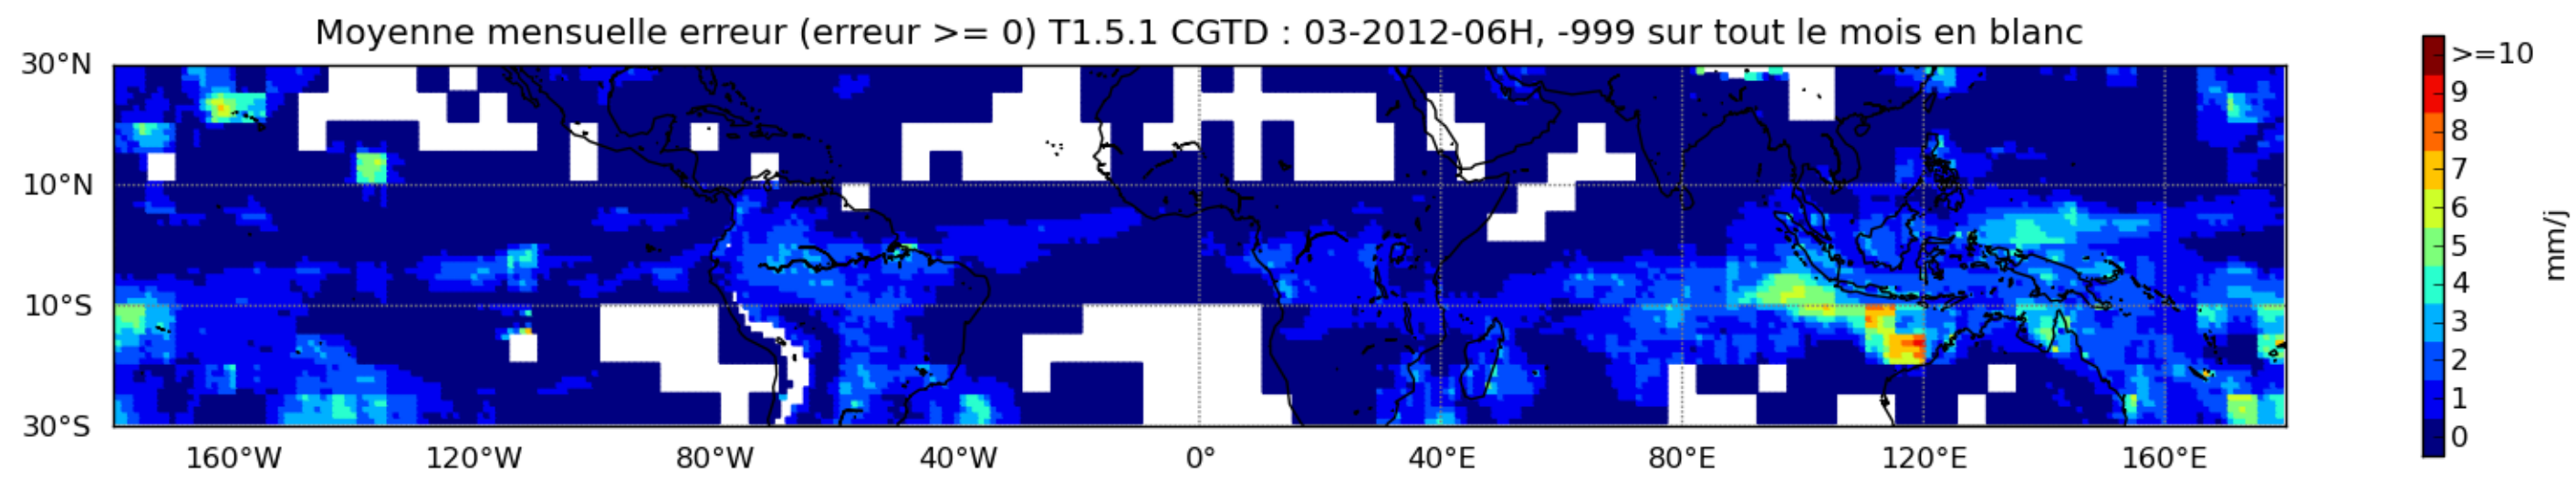 Moyenne mensuelle erreur (erreur >= 0) T1.5.1 CGTD : 03-2012-06H, -999 sur tout le mois en blanc
30°N
10°N
10°S
30°S
160°W 120°W 80°W 40°W 0° 40°E 80°E 120°E 160°E
>=10
9
8
7
6
5
4
3
2
1
0
mm/j